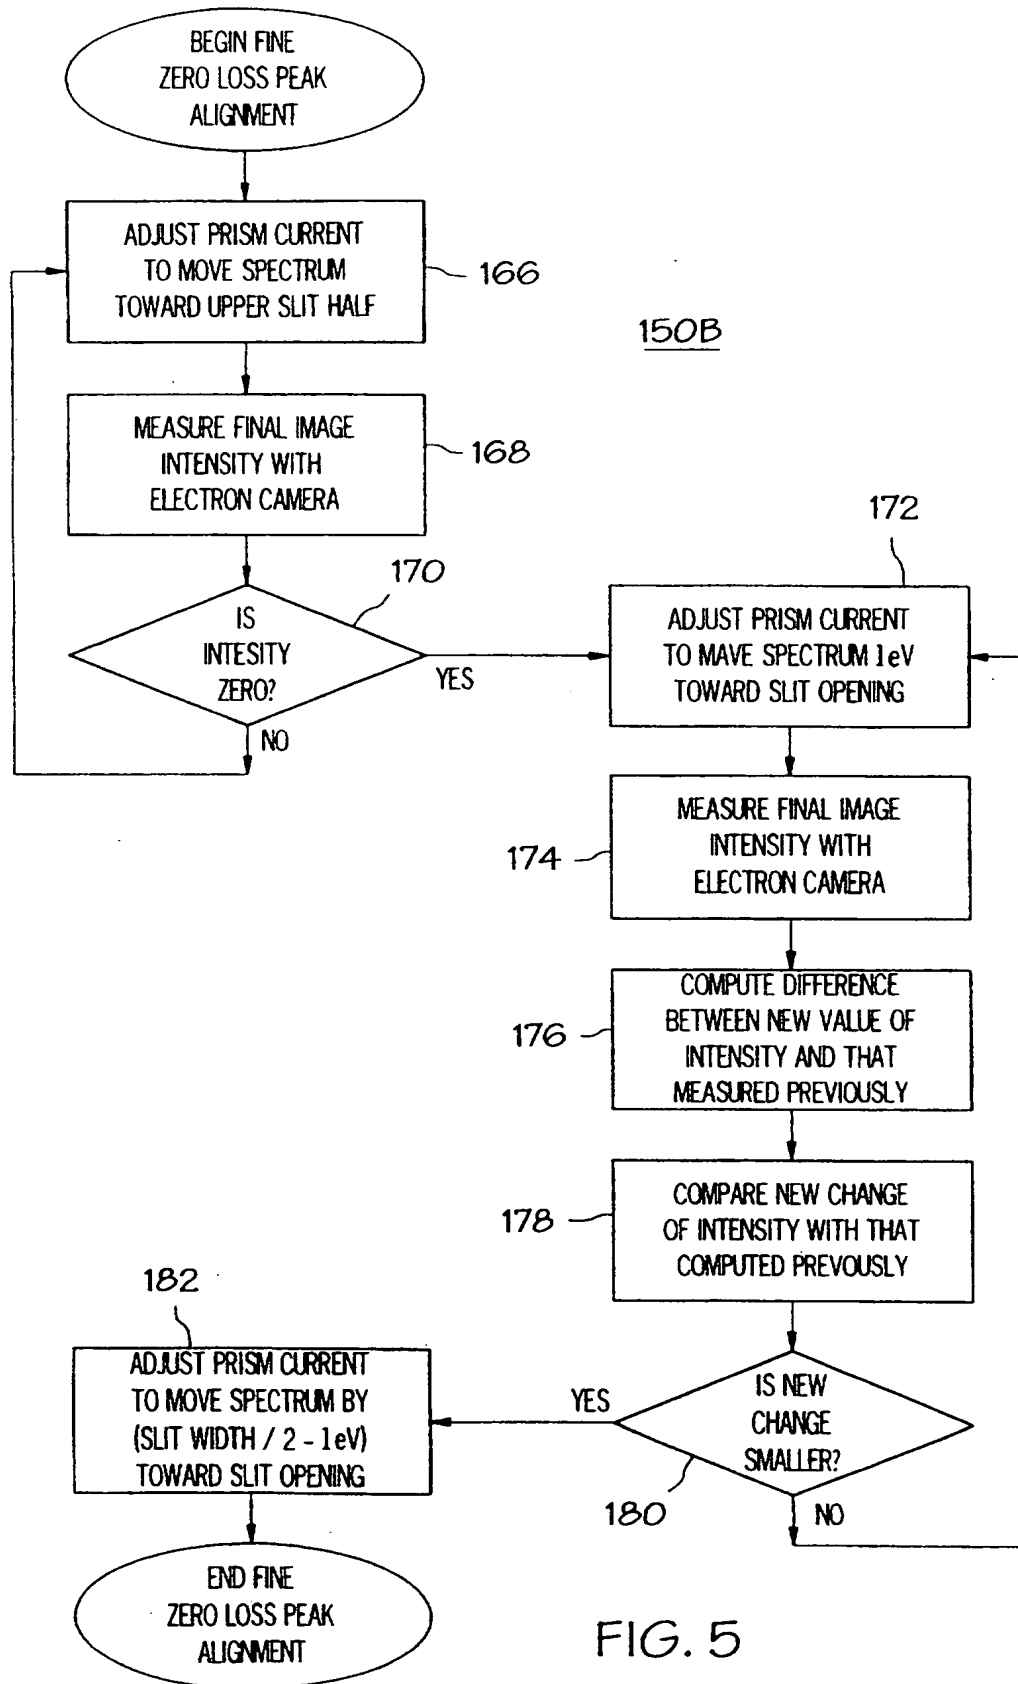 BEGIN FINE
ZERO LOSS PEAK
ALIGNMENT
ADJUST PRISM CURRENT
TO MOVE SPECTRUM
TOWARD UPPER SLIT HALF
166
150B
MEASURE FINAL IMAGE
INTENSITY WITH
ELECTRON CAMERA
168
IS
INTESITY
ZERO?
170
YES
NO
172
ADJUST PRISM CURRENT
TO MAVE SPECTRUM 1eV
TOWARD SLIT OPENING
MEASURE FINAL IMAGE
INTENSITY WITH
ELECTRON CAMERA
174
COMPUTE DIFFERENCE
BETWEEN NEW VALUE OF
INTENSITY AND THAT
MEASURED PREVIOUSLY
176
COMPARE NEW CHANGE
OF INTENSITY WITH THAT
COMPUTED PREVOUSLY
178
IS NEW
CHANGE
SMALLER?
180
YES
NO
182
ADJUST PRISM CURRENT
TO MOVE SPECTRUM BY
(SLIT WIDTH / 2 - 1eV)
TOWARD SLIT OPENING
END FINE
ZERO LOSS PEAK
ALIGNMENT
FIG. 5